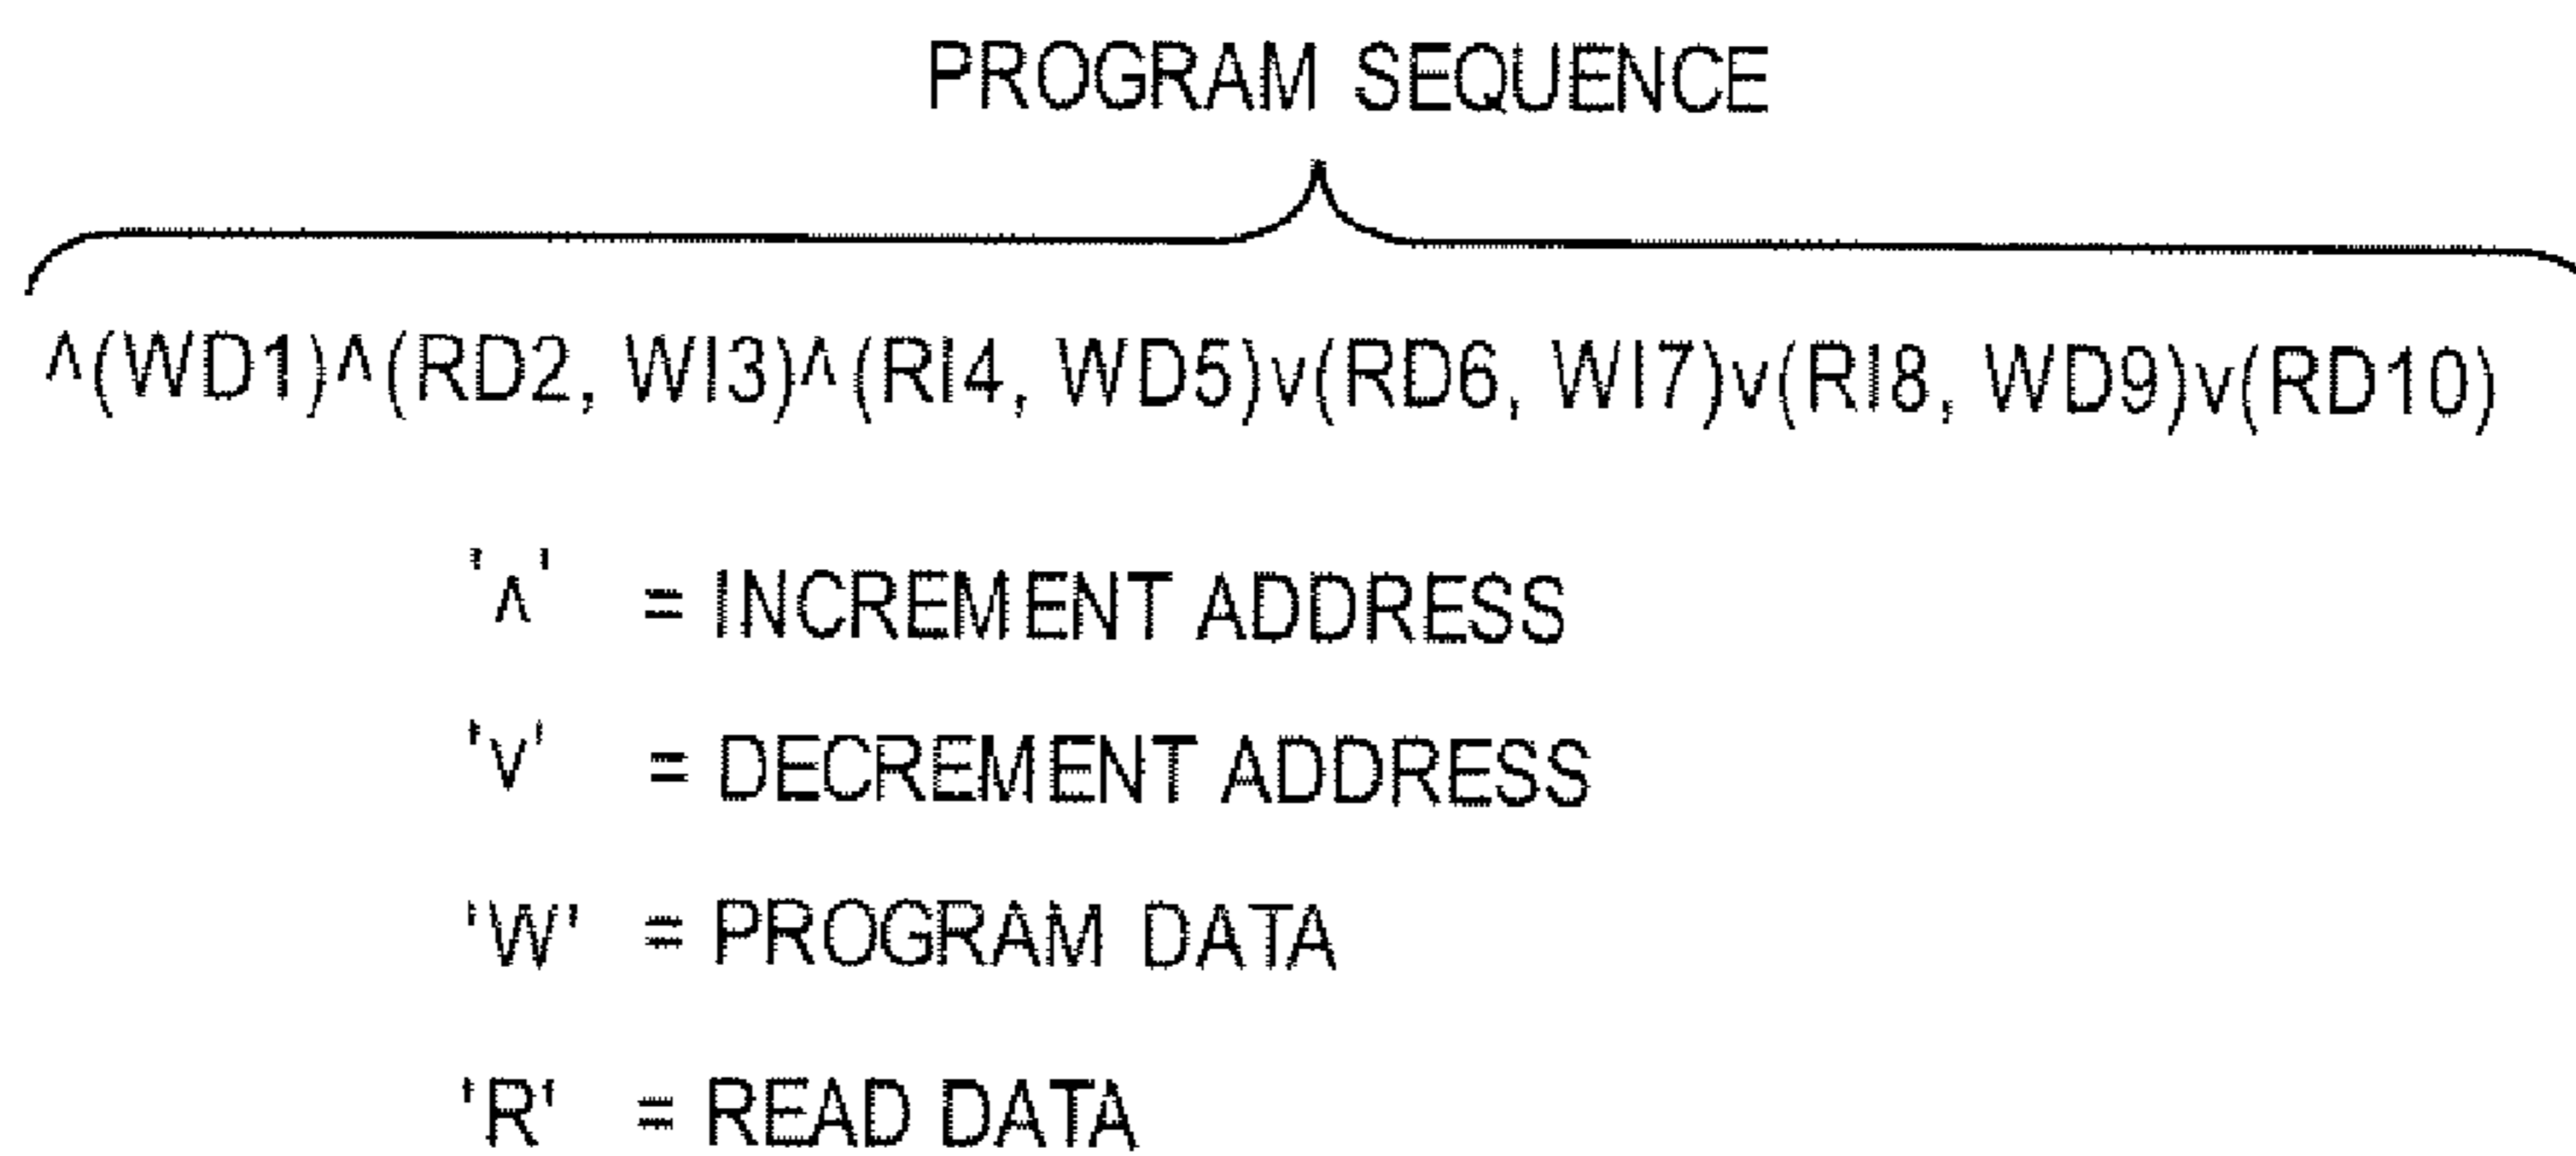 PROGRAM SEQUENCE
^(WD1)^(RD2, WI3)^(RI4, WD5)v(RD6, WI7)v(RI8, WD9)v(RD10)
'^' = INCREMENT ADDRESS
'v' = DECREMENT ADDRESS
'W' = PROGRAM DATA
'R' = READ DATA